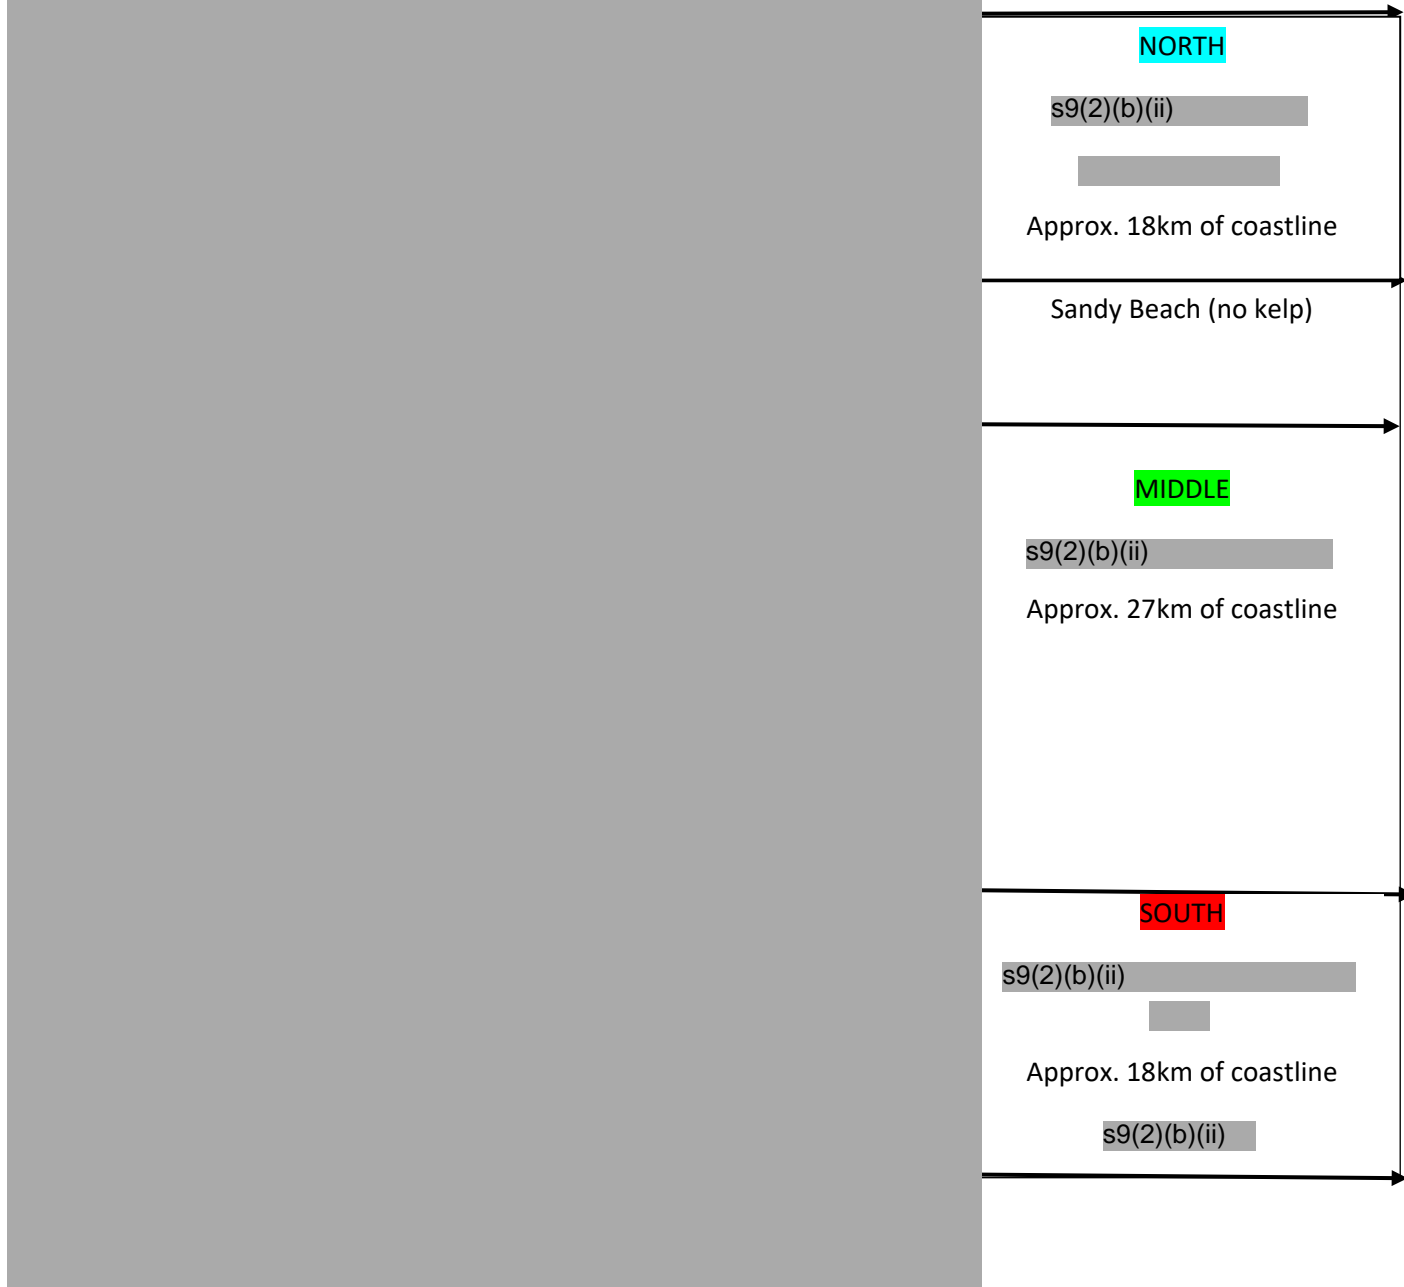 NORTH
s9(2)(b)(ii)
Approx. 18km of coastline
Sandy Beach (no kelp)
MIDDLE
s9(2)(b)(ii)
Approx. 27km of coastline
SOUTH
s9(2)(b)(ii)
Approx. 18km of coastline
s9(2)(b)(ii)